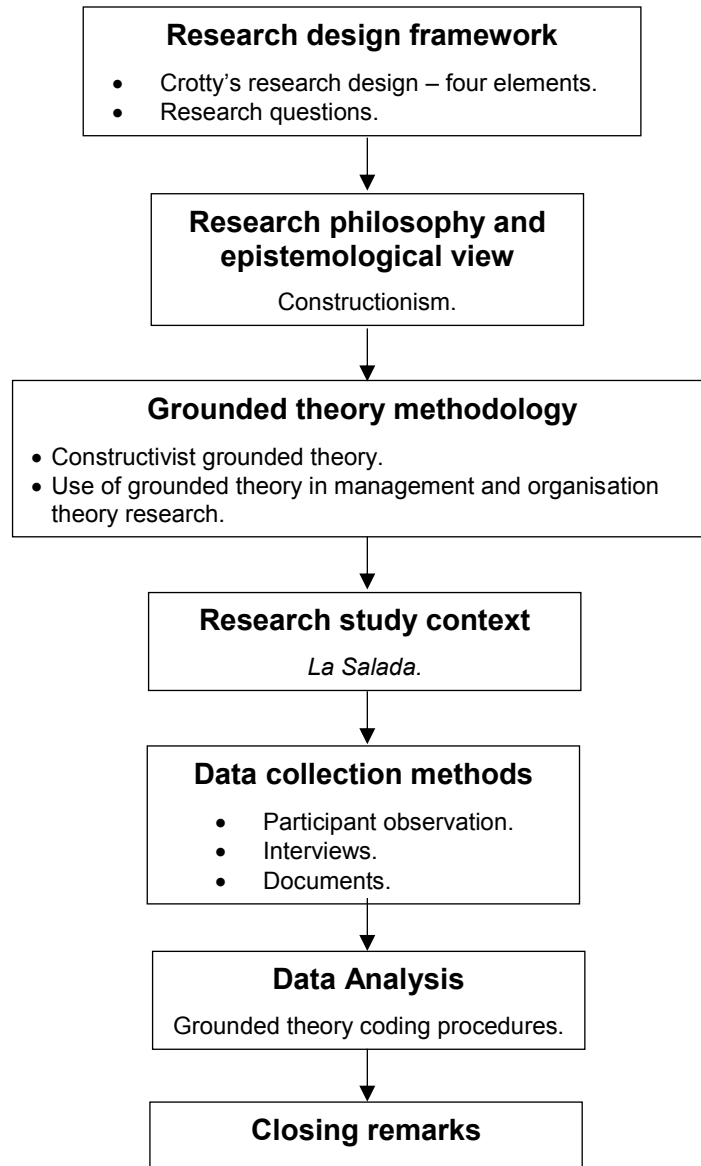 Research design framework
• Crotty's research design – four elements.
• Research questions.
Research philosophy and
epistemological view
Constructionism.
Grounded theory methodology
• Constructivist grounded theory.
• Use of grounded theory in management and organisation
theory research.
Research study context
La Salada.
Data collection methods
• Participant observation.
• Interviews.
• Documents.
Data Analysis
Grounded theory coding procedures.
Closing remarks